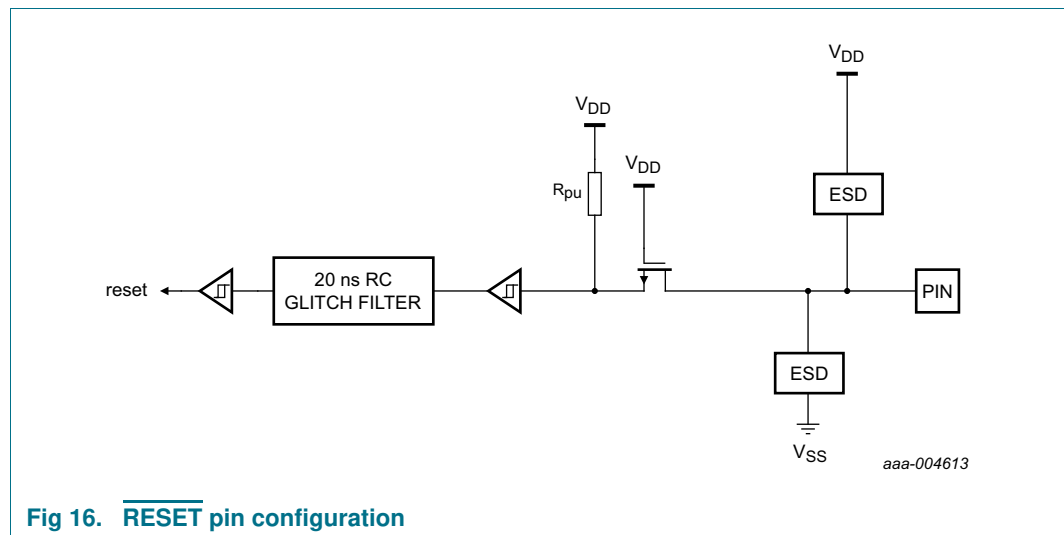 VDD
VDD
VDD
Rpu
ESD
reset
20 ns RC
GLITCH FILTER
PIN
ESD
VSS
aaa-004613
Fig 16. RESET pin configuration